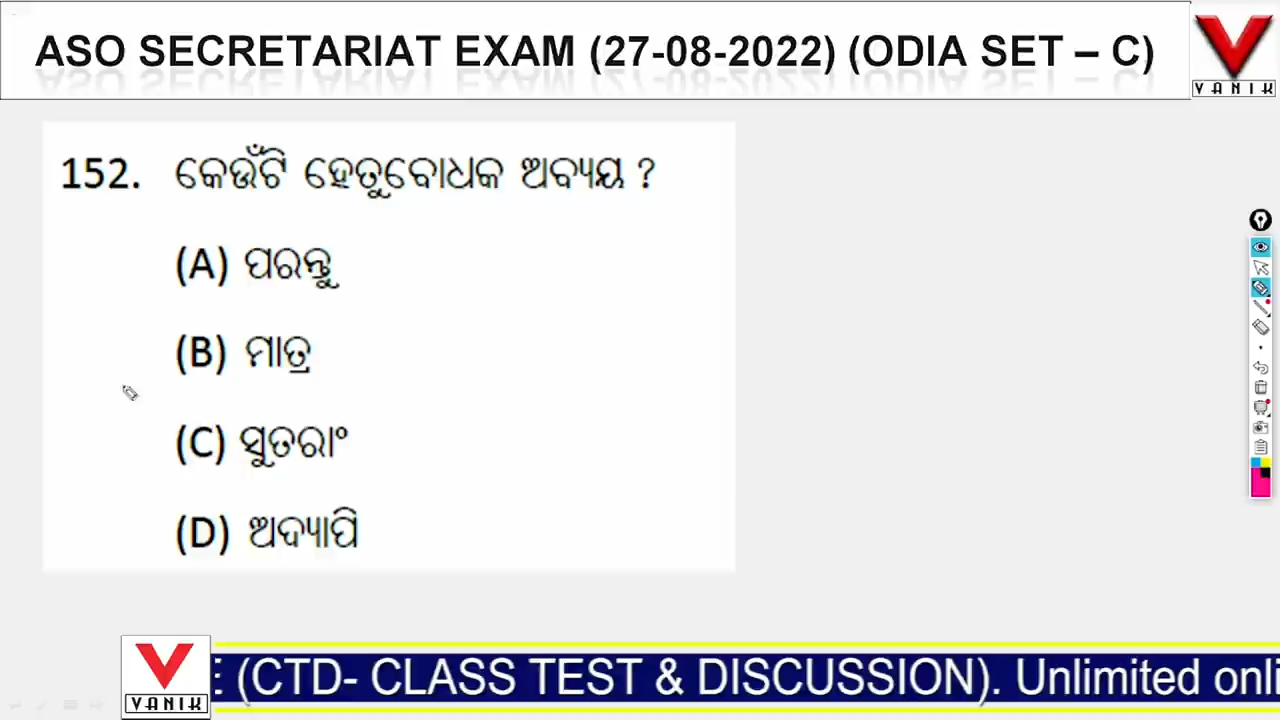 ASO SECRETARIAT EXAM (27-08-2022) (ODIA SET – C)
VANIK
152. କେଉଁଟି ହେତୁବୋଧକ ଅବ୍ୟୟ ?
(A) ପରନ୍ତୁ
(B) ମାତ୍ର
(C) ସୁତରାଂ
(D) ଅଦ୍ୟାପି
VANIK
E (CTD- CLASS TEST & DISCUSSION). Unlimited onli